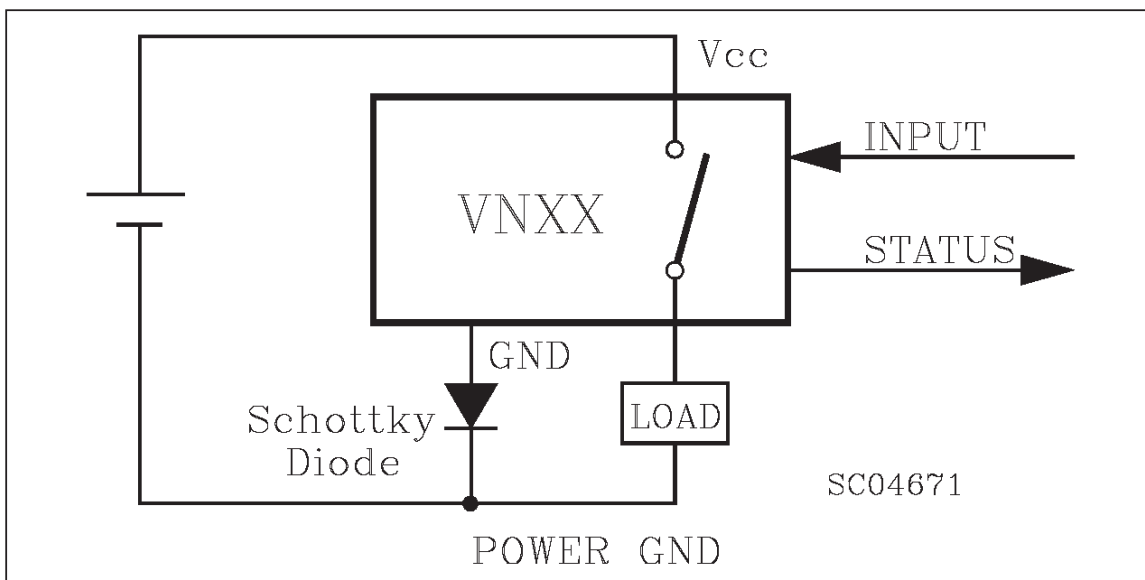 Vcc
INPUT
VNXX
STATUS
GND
Schottky
Diode
LOAD
SC04671
POWER GND